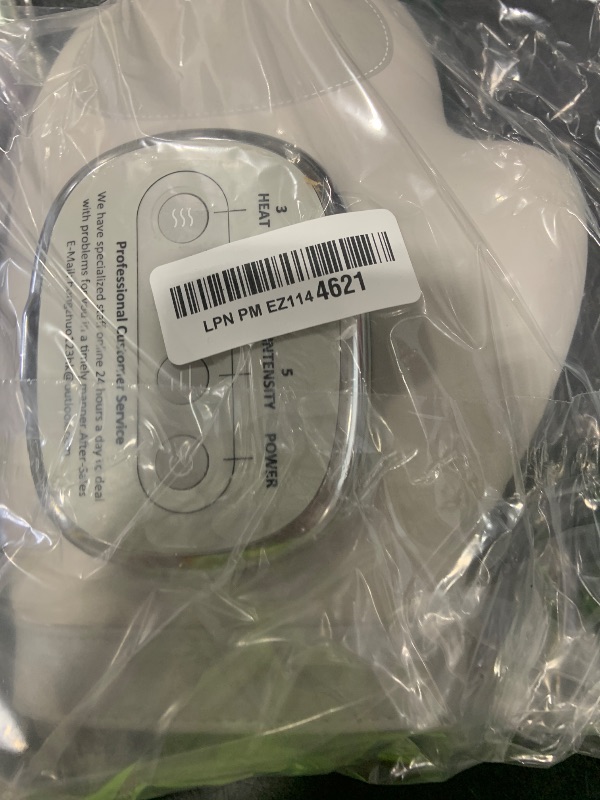 3
HEAT
5
INTENSITY
POWER
LPN PM EZ114 4621
Professional Customer Service
We have specialized staff online 24 hours a day to deal
with problems for you in a timely manner After-Sales
E-Mail: